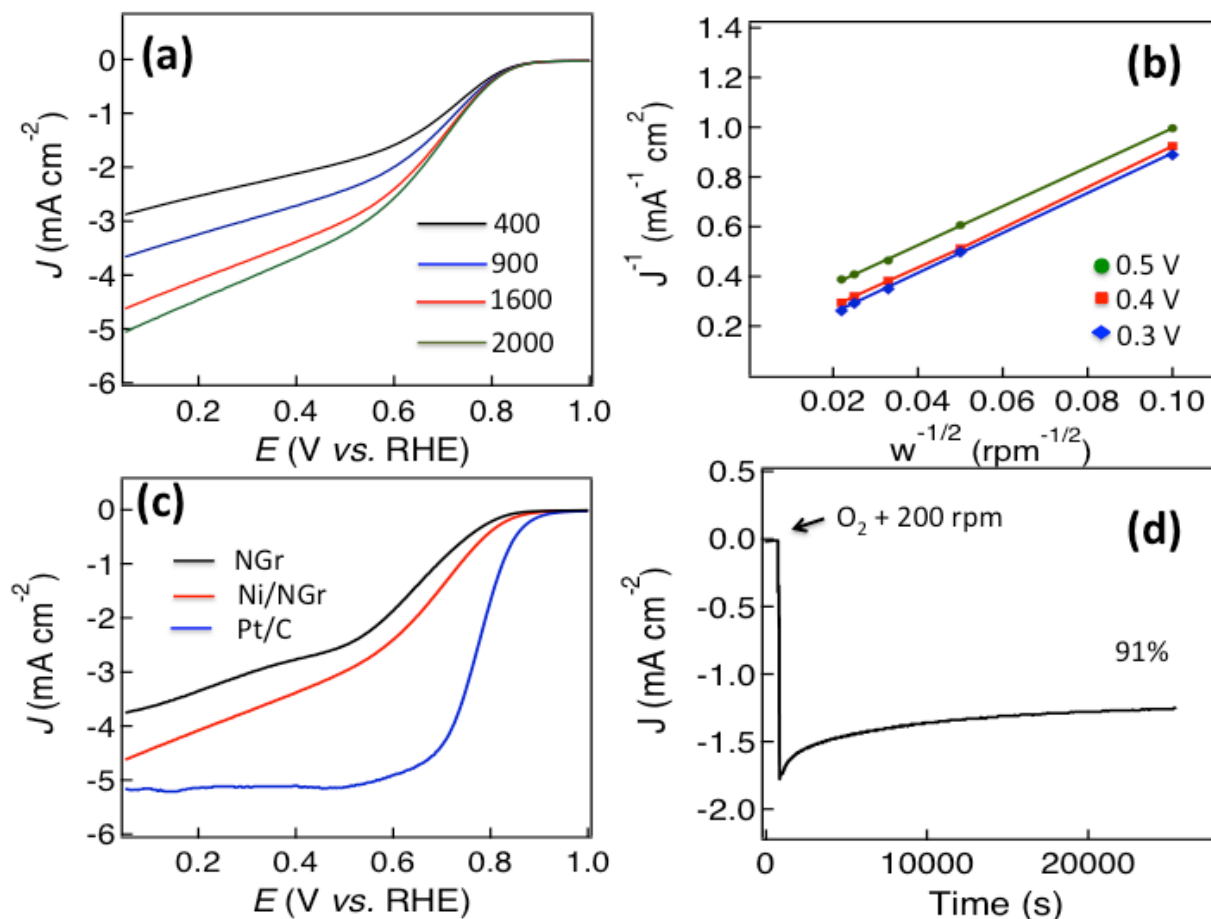 (a)
0
-1
-2
-3
-4
-5
-6
J (mA cm⁻²)
400
900
1600
2000
0.2 0.4 0.6 0.8 1.0
E (V vs. RHE)
(b)
1.4
1.2
1.0
0.8
0.6
0.4
0.2
J⁻¹ (mA⁻¹ cm²)
0.5 V
0.4 V
0.3 V
0.02 0.04 0.06 0.08 0.10
w⁻¹/² (rpm⁻¹/²)
(c)
0
-1
-2
-3
-4
-5
-6
J (mA cm⁻²)
NGr
Ni/NGr
Pt/C
0.2 0.4 0.6 0.8 1.0
E (V vs. RHE)
(d)
0.5
0.0
-0.5
-1.0
-1.5
-2.0
J (mA cm⁻²)
O₂ + 200 rpm
91%
0 10000 20000
Time (s)